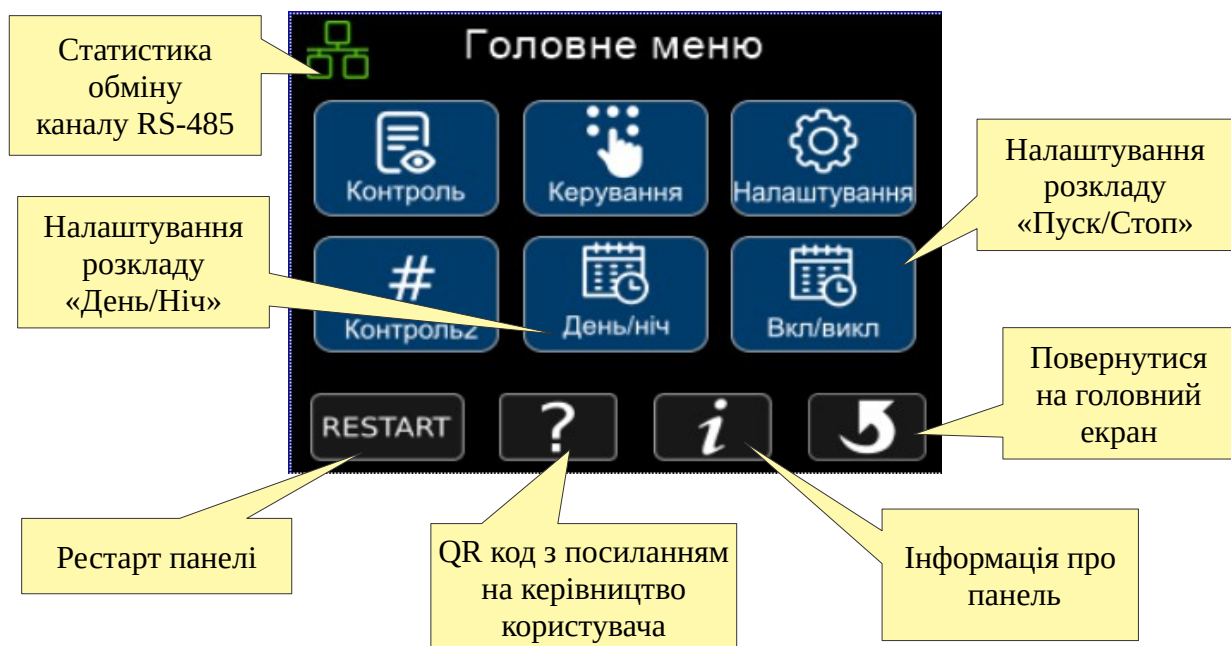 Статистика
обміну
каналу RS-485
Головне меню
Контроль
Керування
Налаштування
Налаштування
розкладу
«Пуск/Стоп»
Налаштування
розкладу
«День/Ніч»
#
Контроль2
День/ніч
Вкл/викл
Повернутися
на головний
екран
RESTART
?
i
Рестарт панелі
QR код з посиланням
на керівництво
користувача
Інформація про
панель